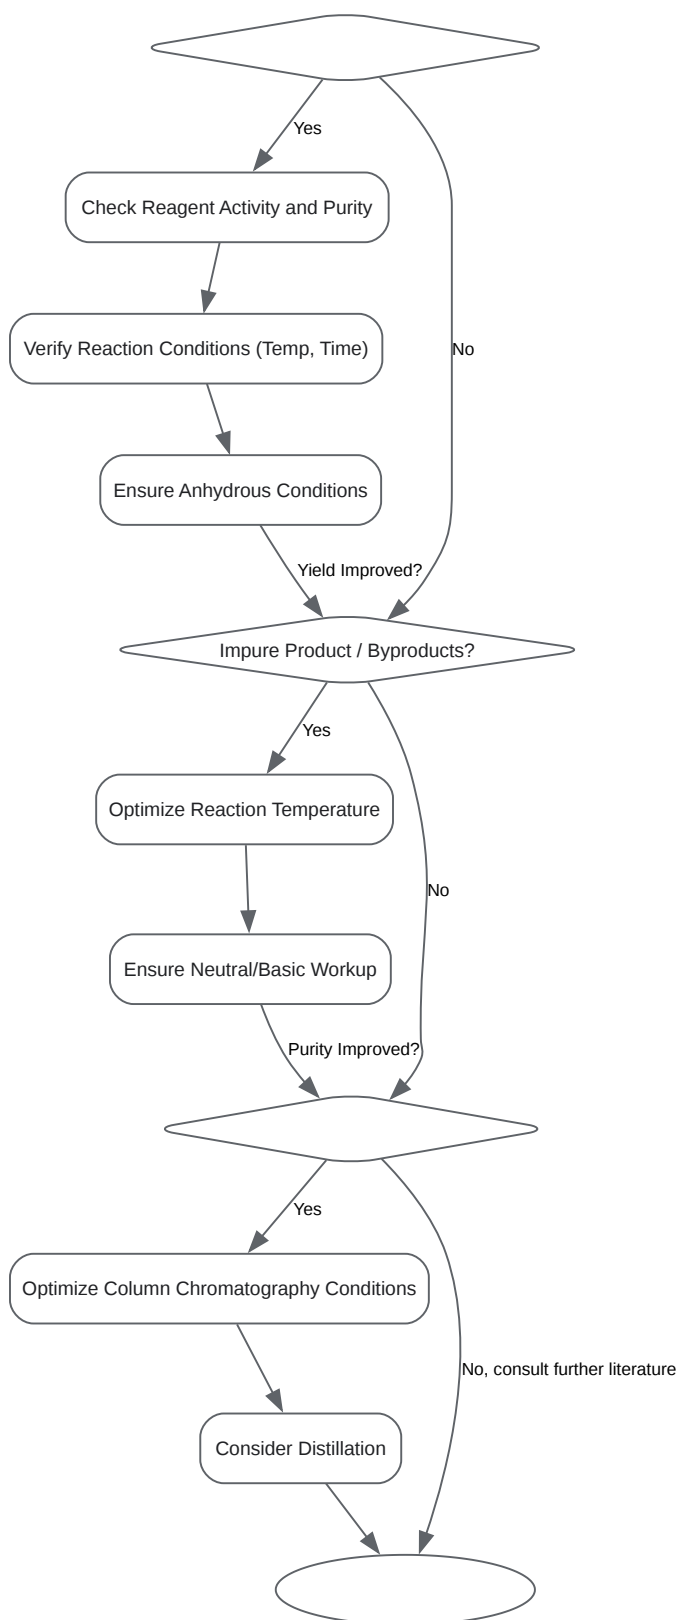 Yes
Check Reagent Activity and Purity
Verify Reaction Conditions (Temp, Time)
No
Ensure Anhydrous Conditions
Yield Improved?
Impure Product / Byproducts?
Yes
Optimize Reaction Temperature
No
Ensure Neutral/Basic Workup
Purity Improved?
Yes
Optimize Column Chromatography Conditions
No, consult further literature
Consider Distillation